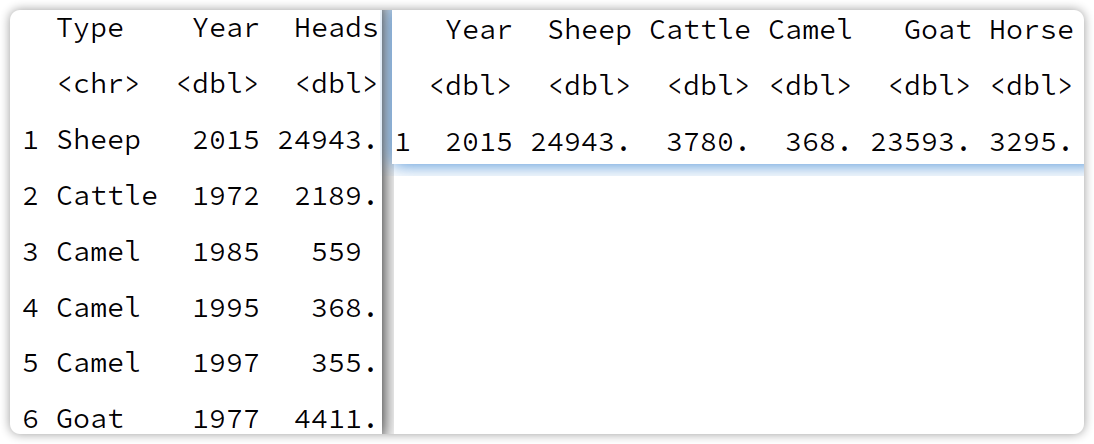 Type Year Heads
<chr> <dbl> <dbl>
1 Sheep 2015 24943.
2 Cattle 1972 2189.
3 Camel 1985 559
4 Camel 1995 368.
5 Camel 1997 355.
6 Goat 1977 4411.
Year Sheep Cattle Camel Goat Horse
<dbl> <dbl> <dbl> <dbl> <dbl> <dbl>
1 2015 24943. 3780. 368. 23593. 3295.